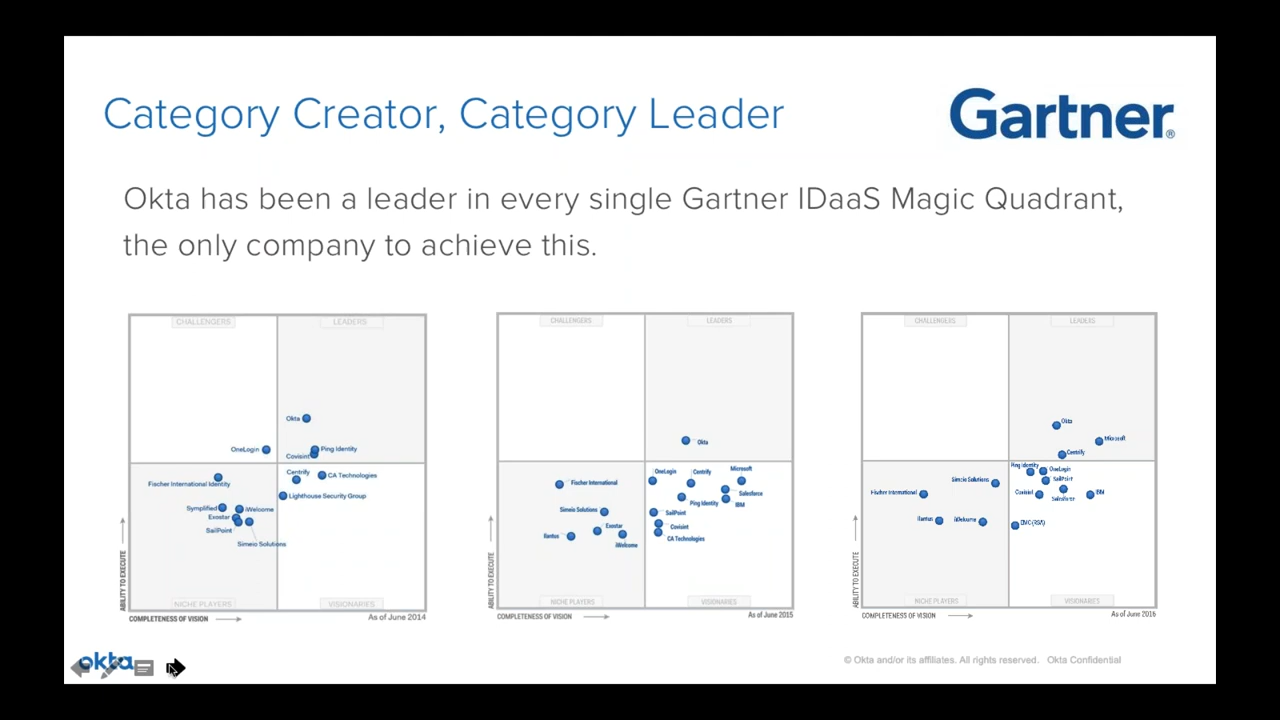 Category Creator, Category Leader
Gartner®
Okta has been a leader in every single Gartner IDaaS Magic Quadrant,
the only company to achieve this.
CHALLENGERS
LEADERS
Okta
OneLogin
Ping Identity
Covisint
Centrify
CA Technologies
Fischer International Identity
Lighthouse Security Group
Symplified
iWelcome
Exostar
SailPoint
Simeio Solutions
NICHE PLAYERS
VISIONARIES
ABILITY TO EXECUTE
COMPLETENESS OF VISION
As of June 2014
CHALLENGERS
LEADERS
Okta
OneLogin
Centrify
Microsoft
Fischer International
Salesforce
Ping Identity
IBM
Simeio Solutions
SailPoint
Exostar
Covisint
Ilantus
iWelcome
CA Technologies
NICHE PLAYERS
VISIONARIES
ABILITY TO EXECUTE
COMPLETENESS OF VISION
As of June 2015
CHALLENGERS
LEADERS
Okta
Microsoft
Centrify
Ping Identity
OneLogin
Simeio Solutions
SailPoint
Fischer International
Covisint
Salesforce
IBM
Ilantus
iWelcome
EMC (RSA)
NICHE PLAYERS
VISIONARIES
ABILITY TO EXECUTE
COMPLETENESS OF VISION
As of June 2016
okta
© Okta and/or its affiliates. All rights reserved. Okta Confidential